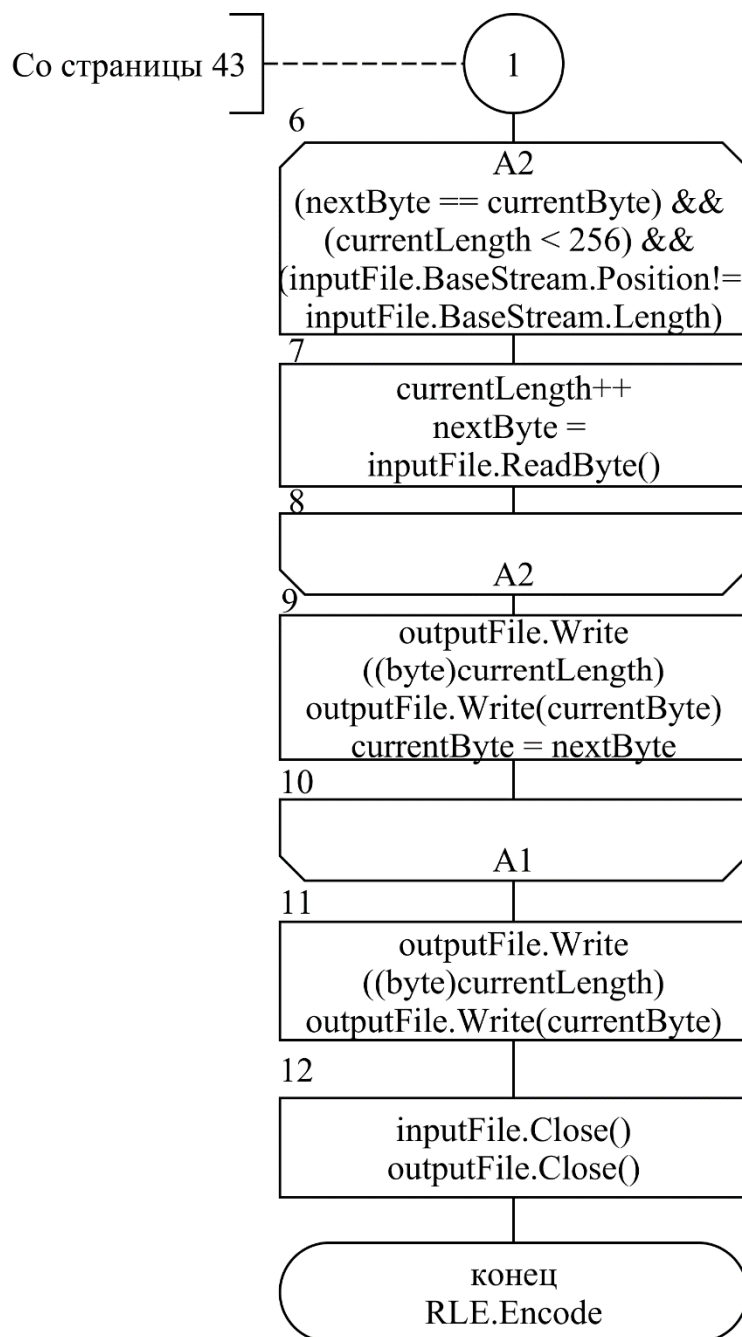 Со страницы 43
1
6
A2
(nextByte == currentByte) &&
(currentLength < 256) &&
(inputFile.BaseStream.Position!=
inputFile.BaseStream.Length)
7
currentLength++
nextByte =
inputFile.ReadByte()
8
A2
9
outputFile.Write
((byte)currentLength)
outputFile.Write(currentByte)
currentByte = nextByte
10
A1
11
outputFile.Write
((byte)currentLength)
outputFile.Write(currentByte)
12
inputFile.Close()
outputFile.Close()
конец
RLE.Encode